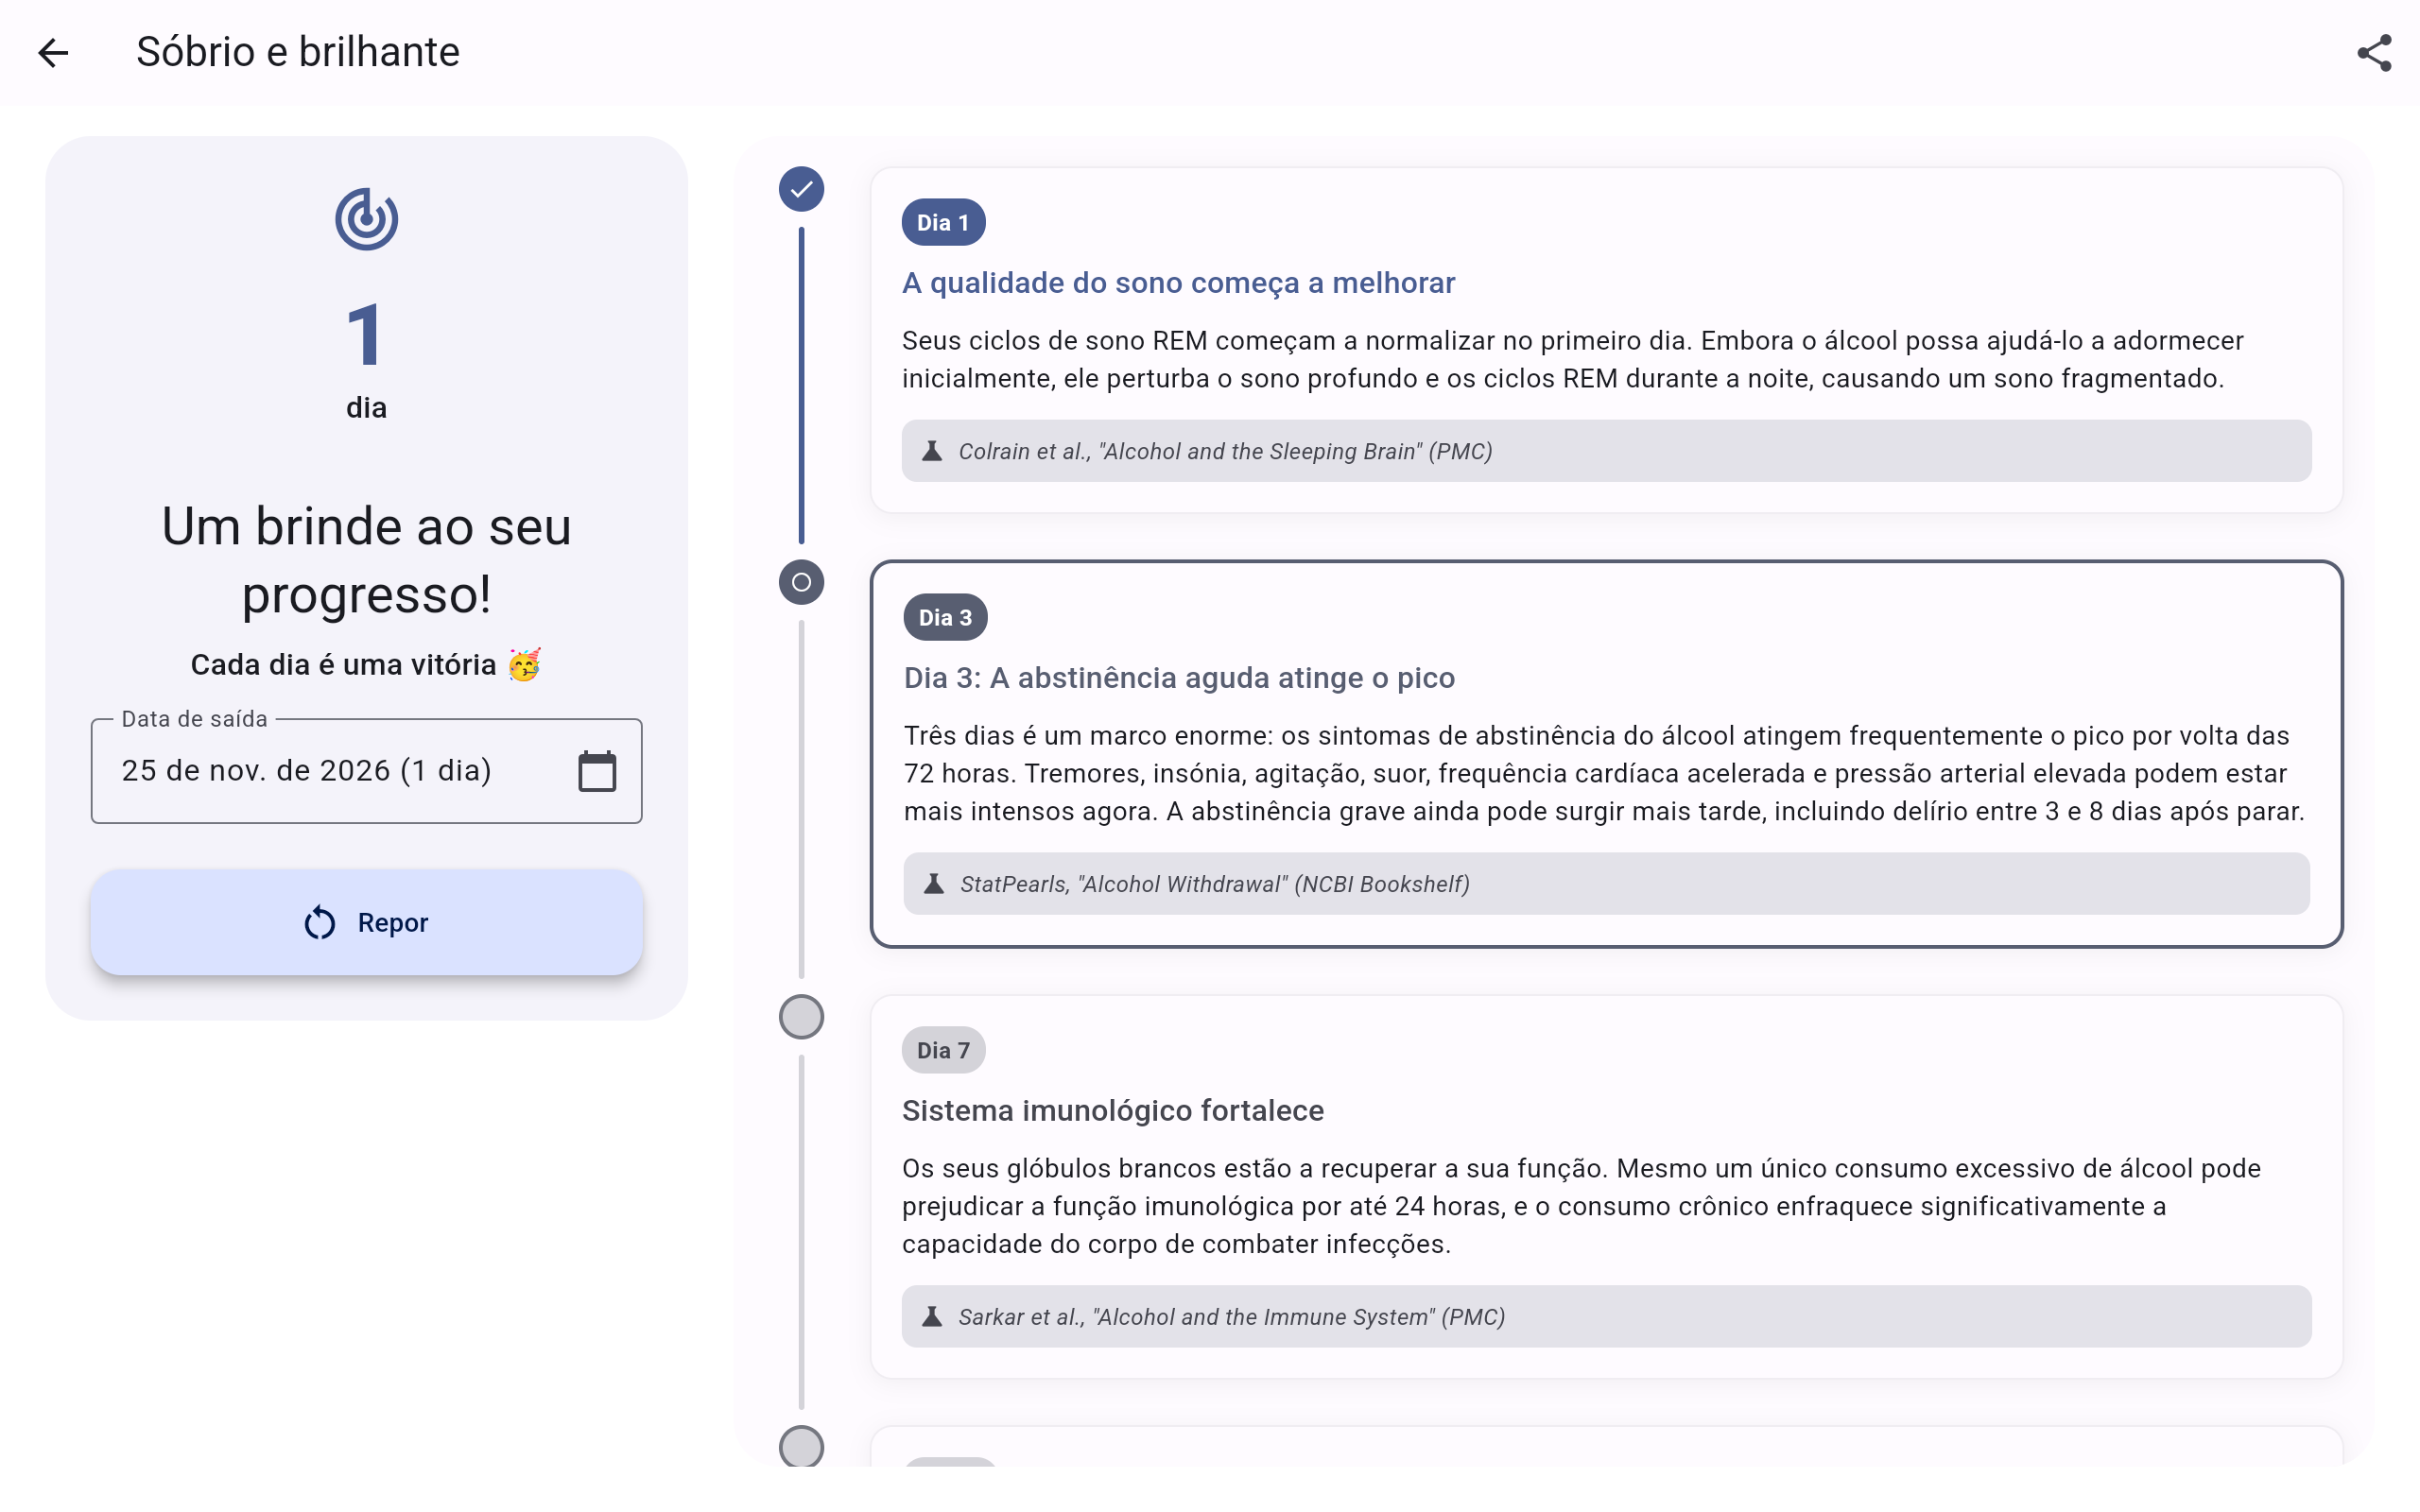 Sóbrio e brilhante
1
dia
Um brinde ao seu
progresso!
Cada dia é uma vitória 🥳
Data de saída
25 de nov. de 2026 (1 dia)
Repor
Dia 1
A qualidade do sono começa a melhorar
Seus ciclos de sono REM começam a normalizar no primeiro dia. Embora o álcool possa ajudá-lo a adormecer
inicialmente, ele perturba o sono profundo e os ciclos REM durante a noite, causando um sono fragmentado.
Colrain et al., "Alcohol and the Sleeping Brain" (PMC)
Dia 3
Dia 3: A abstinência aguda atinge o pico
Três dias é um marco enorme: os sintomas de abstinência do álcool atingem frequentemente o pico por volta das
72 horas. Tremores, insónia, agitação, suor, frequência cardíaca acelerada e pressão arterial elevada podem estar
mais intensos agora. A abstinência grave ainda pode surgir mais tarde, incluindo delírio entre 3 e 8 dias após parar.
StatPearls, "Alcohol Withdrawal" (NCBI Bookshelf)
Dia 7
Sistema imunológico fortalece
Os seus glóbulos brancos estão a recuperar a sua função. Mesmo um único consumo excessivo de álcool pode
prejudicar a função imunológica por até 24 horas, e o consumo crônico enfraquece significativamente a
capacidade do corpo de combater infecções.
Sarkar et al., "Alcohol and the Immune System" (PMC)